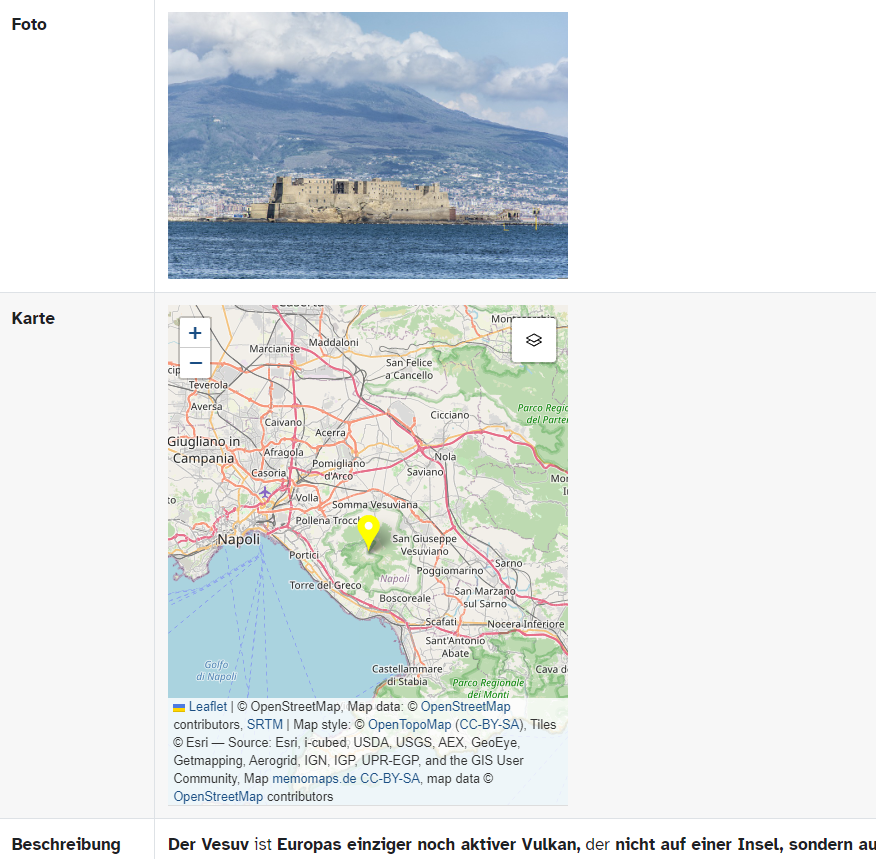 Foto
Karte
+
−
Marcianise
Maddaloni
San Felice
a Cancello
Teverola
Aversa
Cicciano
Parco Regio
del Parten
Caivano
Acerra
Giugliano in
Campania
Afragola
Nola
Pomigliano
d'Arco
Casoria
Saviano
Volla
Somma Vesuviana
Pollena Trocch
Napoli
San Giuseppe
Vesuviano
Portici
Sarno
Poggiomarino
Napoli
Torre del Greco
San Marzano
sul Sarno
Boscoreale
Scafati
Nocera Inferiore
Sant'Antonio
Abate
Golfo
di Napoli
Castellammare
di Stabia
Cava d
Parco Regionale
dei Monti
Leaflet | © OpenStreetMap, Map data: © OpenStreetMap
contributors, SRTM | Map style: © OpenTopoMap (CC-BY-SA), Tiles
© Esri — Source: Esri, i-cubed, USDA, USGS, AEX, GeoEye,
Getmapping, Aerogrid, IGN, IGP, UPR-EGP, and the GIS User
Community, Map memomaps.de CC-BY-SA, map data ©
OpenStreetMap contributors
Beschreibung
Der Vesuv ist Europas einziger noch aktiver Vulkan, der nicht auf einer Insel, sondern au